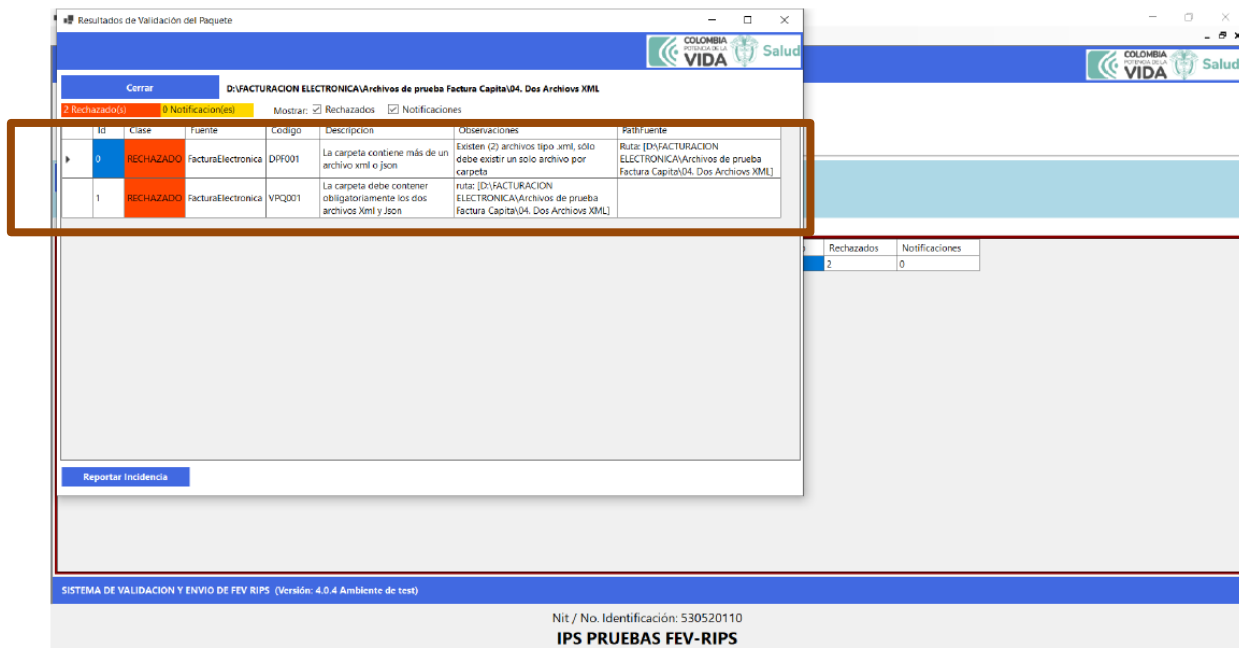 Resultados de Validación del Paquete
COLOMBIA
POTENCIA DE LA
VIDA
Salud
COLOMBIA
POTENCIA DE LA
VIDA
Salud
Cerrar
D:\FACTURACION ELECTRONICA\Archivos de prueba Factura Capita\04. Dos Archiovs XML
2 Rechazado(s)
0 Notificacion(es)
Mostrar:
Rechazados
Notificaciones
Id
Clase
Fuente
Codigo
Descripcion
Observaciones
PathFuente
0
RECHAZADO
FacturaElectronica
DPF001
La carpeta contiene más de un
archivo xml o json
Existen (2) archivos tipo .xml, sólo
debe existir un solo archivo por
carpeta
Ruta: [D:\FACTURACION
ELECTRONICA\Archivos de prueba
Factura Capita\04. Dos Archiovs XML]
1
RECHAZADO
FacturaElectronica
VPQ001
La carpeta debe contener
obligatoriamente los dos
archivos Xml y Json
ruta: [D:\FACTURACION
ELECTRONICA\Archivos de prueba
Factura Capita\04. Dos Archiovs XML]
Rechazados
Notificaciones
2
0
Reportar Incidencia
SISTEMA DE VALIDACION Y ENVIO DE FEV RIPS (Versión: 4.0.4 Ambiente de test)
Nit / No. Identificación: 530520110
IPS PRUEBAS FEV-RIPS